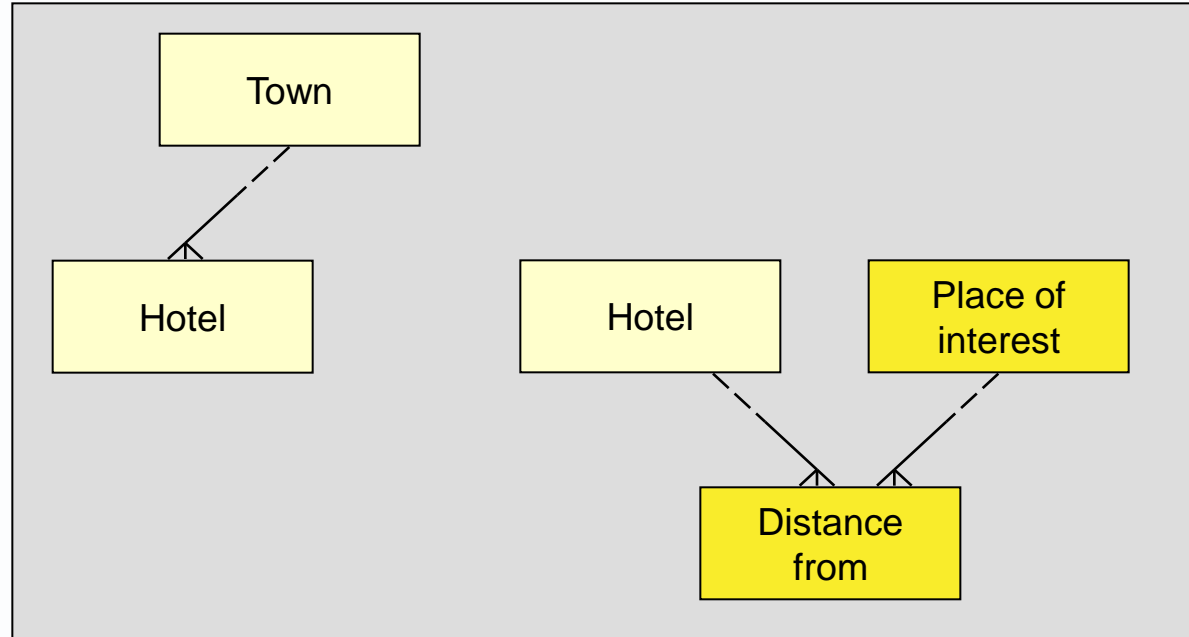 Town
Hotel
Hotel
Place of
interest
Distance
from